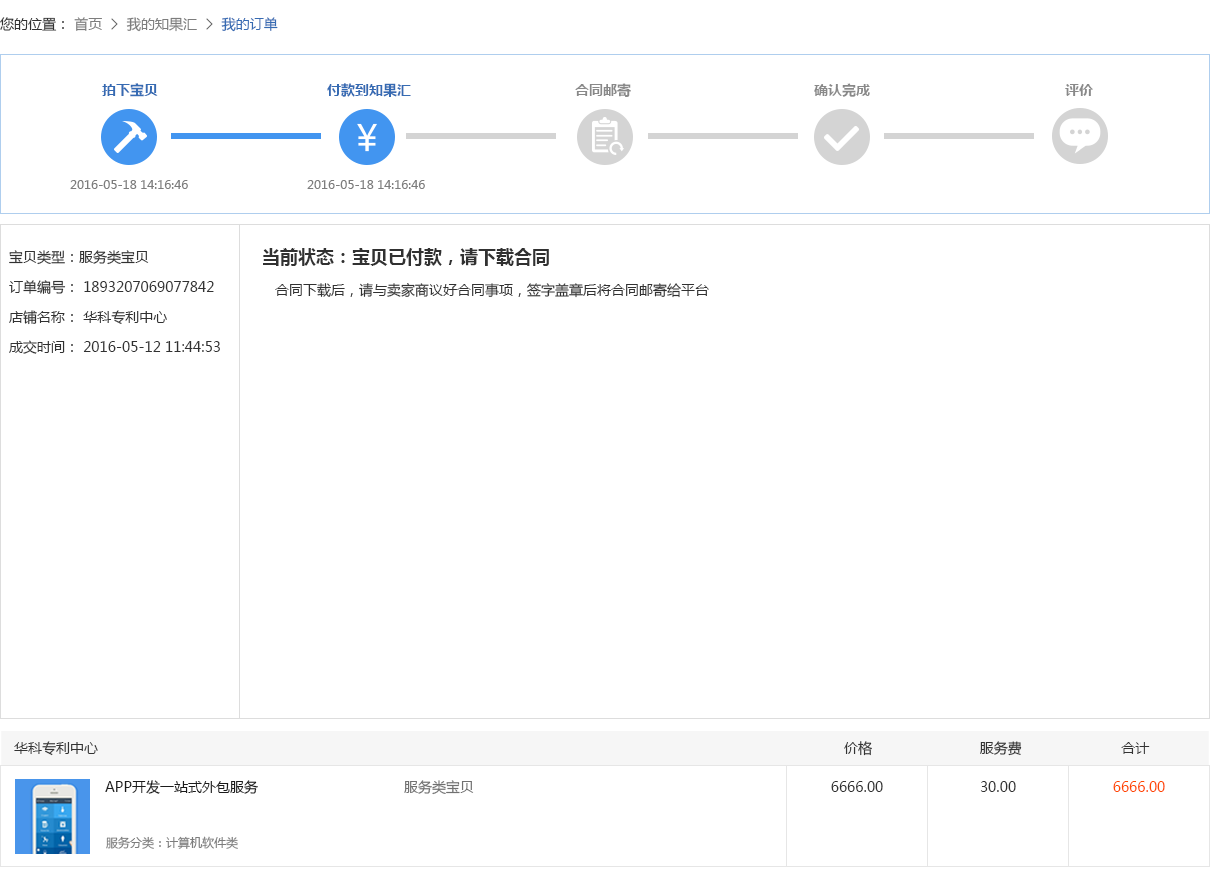 您的位置： 首页 > 我的知果汇 > 我的订单
拍下宝贝 付款到知果汇 合同邮寄 确认完成 评价
¥
2016-05-18 14:16:46 2016-05-18 14:16:46
宝贝类型：服务类宝贝
订单编号： 1893207069077842
店铺名称： 华科专利中心
成交时间： 2016-05-12 11:44:53
当前状态：宝贝已付款，请下载合同
合同下载后，请与卖家商议好合同事项，签字盖章后将合同邮寄给平台
华科专利中心 价格 服务费 合计
APP开发一站式外包服务 服务类宝贝 6666.00 30.00 6666.00
服务分类：计算机软件类